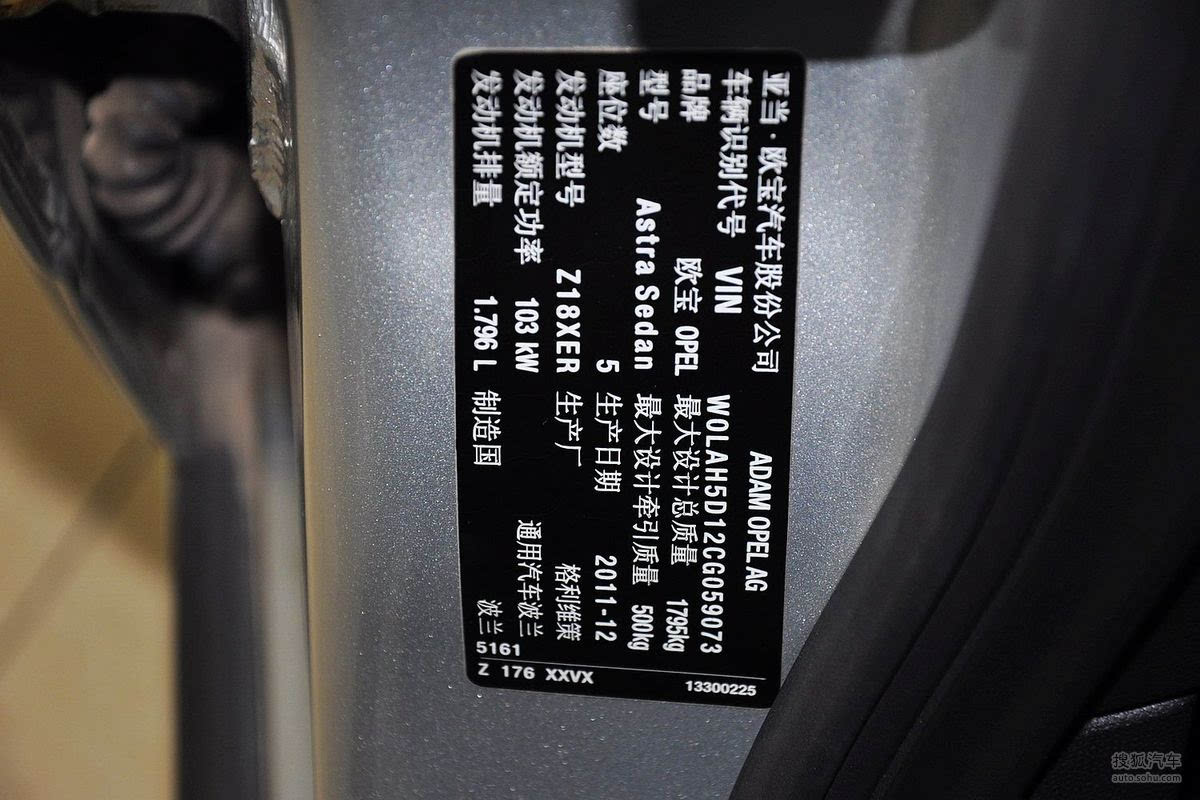 亚当·欧宝汽车股份公司 ADAM OPEL AG
车辆识别代号 VIN W0LAH5D12CG059073
品牌 欧宝 OPEL 最大设计总质量 1795kg
型号 Astra Sedan 最大设计牵引质量 500kg
座位数 5 生产日期 2011-12
发动机型号 Z18XER 生产厂 格利维策
发动机额定功率 103 kW 通用汽车波兰
发动机排量 1.796 L 制造国 波兰
5161
Z 176 XXVX 13300225
搜狐汽车
auto.sohu.com